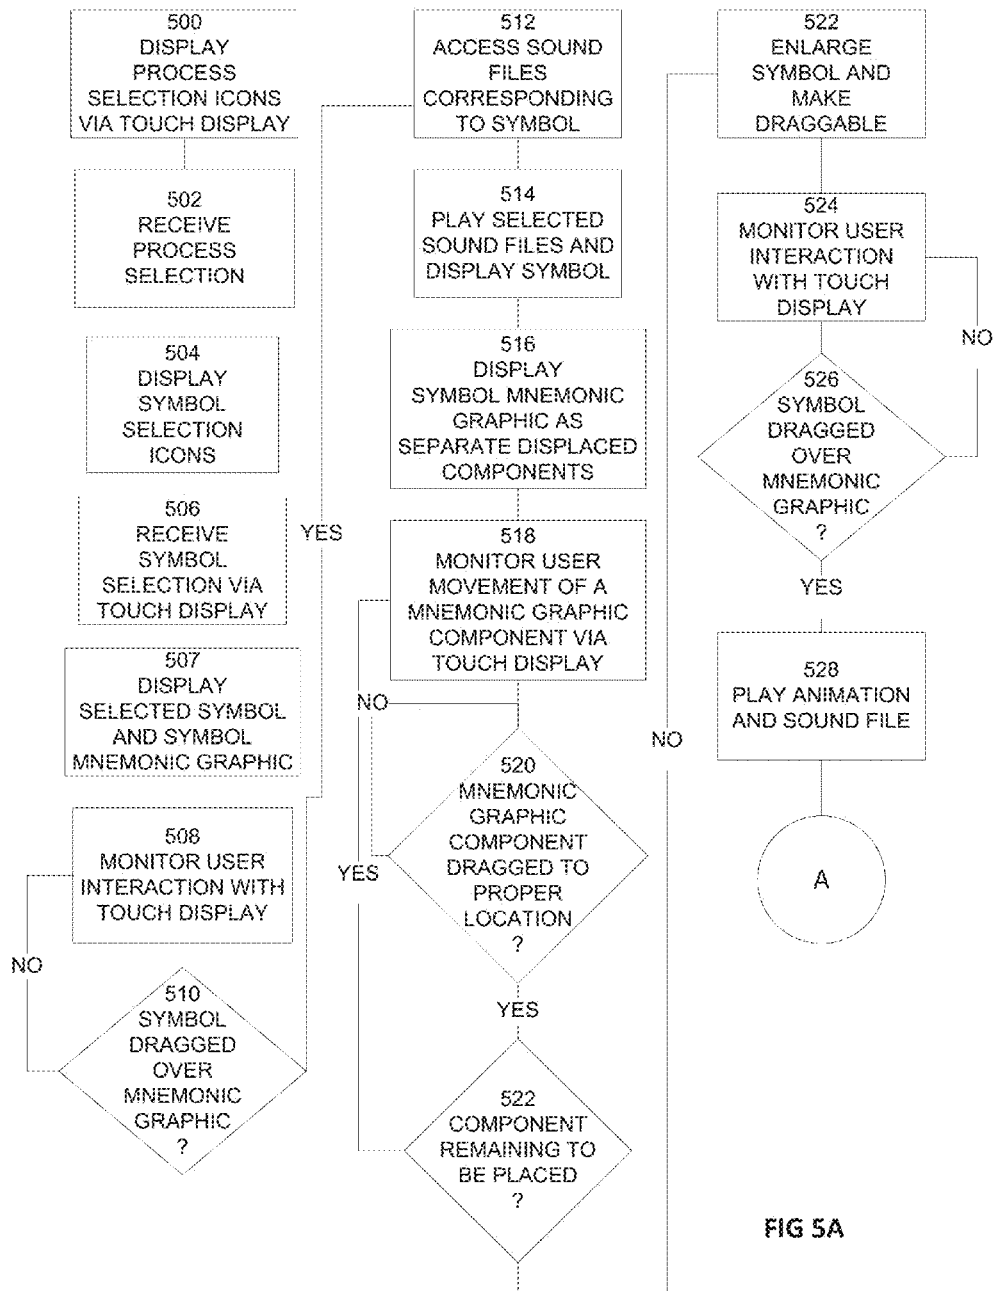 500
DISPLAY
PROCESS
SELECTION ICONS
VIA TOUCH DISPLAY
502
RECEIVE
PROCESS
SELECTION
504
DISPLAY
SYMBOL
SELECTION
ICONS
506
RECEIVE
SYMBOL
SELECTION VIA
TOUCH DISPLAY
507
DISPLAY
SELECTED SYMBOL
AND SYMBOL
MNEMONIC GRAPHIC
508
MONITOR USER
INTERACTION WITH
TOUCH DISPLAY
NO
510
SYMBOL
DRAGGED
OVER
MNEMONIC
GRAPHIC
?
YES
512
ACCESS SOUND
FILES
CORRESPONDING
TO SYMBOL
514
PLAY SELECTED
SOUND FILES AND
DISPLAY SYMBOL
516
DISPLAY
SYMBOL MNEMONIC
GRAPHIC AS
SEPARATE DISPLACED
COMPONENTS
518
MONITOR USER
MOVEMENT OF A
MNEMONIC GRAPHIC
COMPONENT VIA
TOUCH DISPLAY
NO
520
MNEMONIC
GRAPHIC
COMPONENT
DRAGGED TO
PROPER
LOCATION
?
YES
YES
522
COMPONENT
REMAINING TO
BE PLACED
?
NO
522
ENLARGE
SYMBOL AND
MAKE
DRAGGABLE
524
MONITOR USER
INTERACTION
WITH TOUCH
DISPLAY
NO
526
SYMBOL
DRAGGED
OVER
MNEMONIC
GRAPHIC
?
YES
528
PLAY ANIMATION
AND SOUND FILE
A
FIG 5A